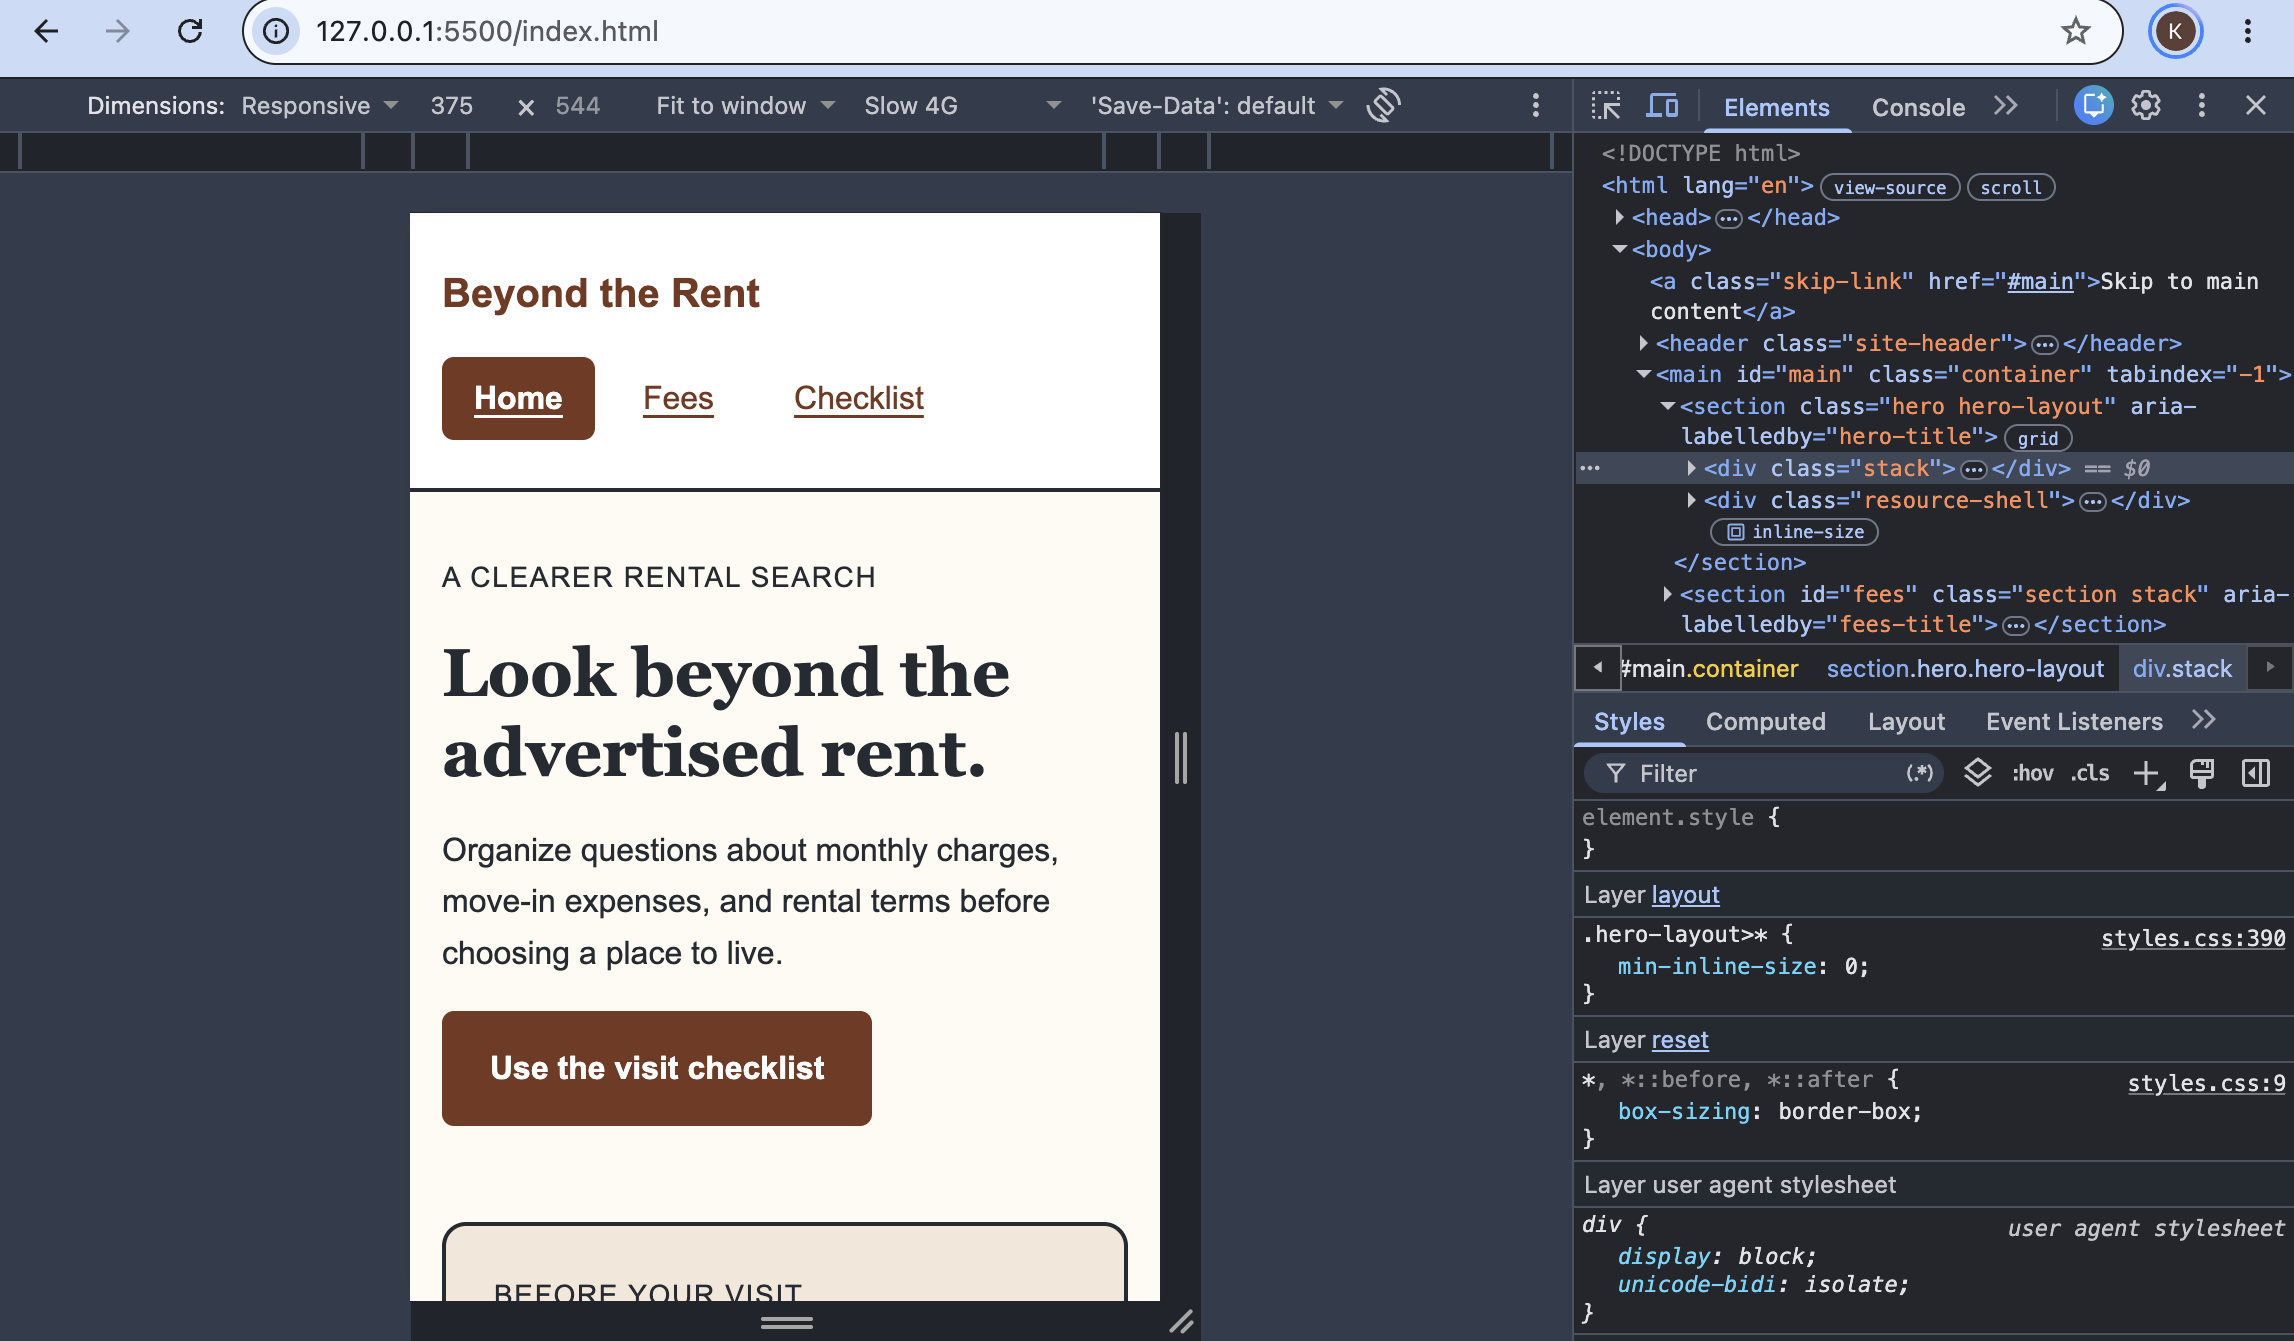 127.0.0.1:5500/index.html
K
Dimensions: Responsive 375 × 544 Fit to window Slow 4G 'Save-Data': default
Beyond the Rent
Home Fees Checklist
A CLEARER RENTAL SEARCH
Look beyond the
advertised rent.
Organize questions about monthly charges,
move-in expenses, and rental terms before
choosing a place to live.
Use the visit checklist
BEFORE YOUR VISIT
Elements Console
<!DOCTYPE html>
<html lang="en"> view-source scroll
<head> ⋯ </head>
<body>
<a class="skip-link" href="#main">Skip to main
content</a>
<header class="site-header"> ⋯ </header>
<main id="main" class="container" tabindex="-1">
<section class="hero hero-layout" aria-
labelledby="hero-title"> grid
<div class="stack"> ⋯ </div> == $0
<div class="resource-shell"> ⋯ </div>
inline-size
</section>
<section id="fees" class="section stack" aria-
labelledby="fees-title"> ⋯ </section>
#main.container section.hero.hero-layout div.stack
Styles Computed Layout Event Listeners
Filter (.*) :hov .cls
element.style {
}
Layer layout
.hero-layout>* { styles.css:390
min-inline-size: 0;
}
Layer reset
*, *::before, *::after { styles.css:9
box-sizing: border-box;
}
Layer user agent stylesheet
div { user agent stylesheet
display: block;
unicode-bidi: isolate;
}